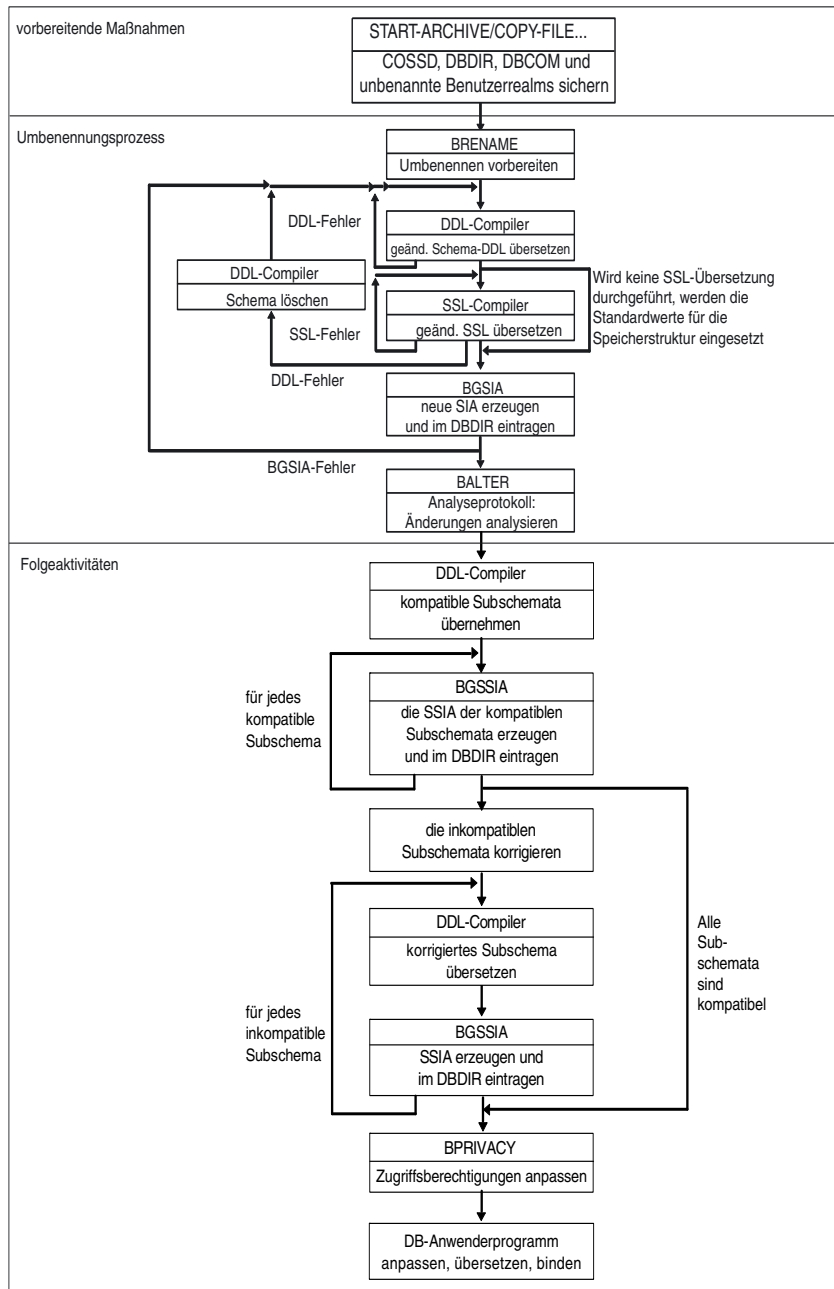 vorbereitende Maßnahmen
START-ARCHIVE/COPY-FILE...
COSSD, DBDIR, DBCOM und
unbenannte Benutzerrealms sichern
Umbenennungsprozess
BRENAME
Umbenennen vorbereiten
DDL-Fehler
DDL-Compiler
geänd. Schema-DDL übersetzen
DDL-Compiler
Schema löschen
Wird keine SSL-Übersetzung
durchgeführt, werden die
Standardwerte für die
Speicherstruktur eingesetzt
SSL-Compiler
geänd. SSL übersetzen
SSL-Fehler
DDL-Fehler
BGSIA
neue SIA erzeugen
und im DBDIR eintragen
BGSIA-Fehler
BALTER
Analyseprotokoll:
Änderungen analysieren
Folgeaktivitäten
DDL-Compiler
kompatible Subschemata
übernehmen
für jedes
kompatible
Subschema
BGSSIA
die SSIA der kompatiblen
Subschemata erzeugen
und im DBDIR eintragen
die inkompatiblen
Subschemata korrigieren
DDL-Compiler
korrigiertes Subschema
übersetzen
Alle
Sub-
schemata
sind
kompatibel
für jedes
inkompatible
Subschema
BGSSIA
SSIA erzeugen und
im DBDIR eintragen
BPRIVACY
Zugriffsberechtigungen anpassen
DB-Anwenderprogramm
anpassen, übersetzen, binden